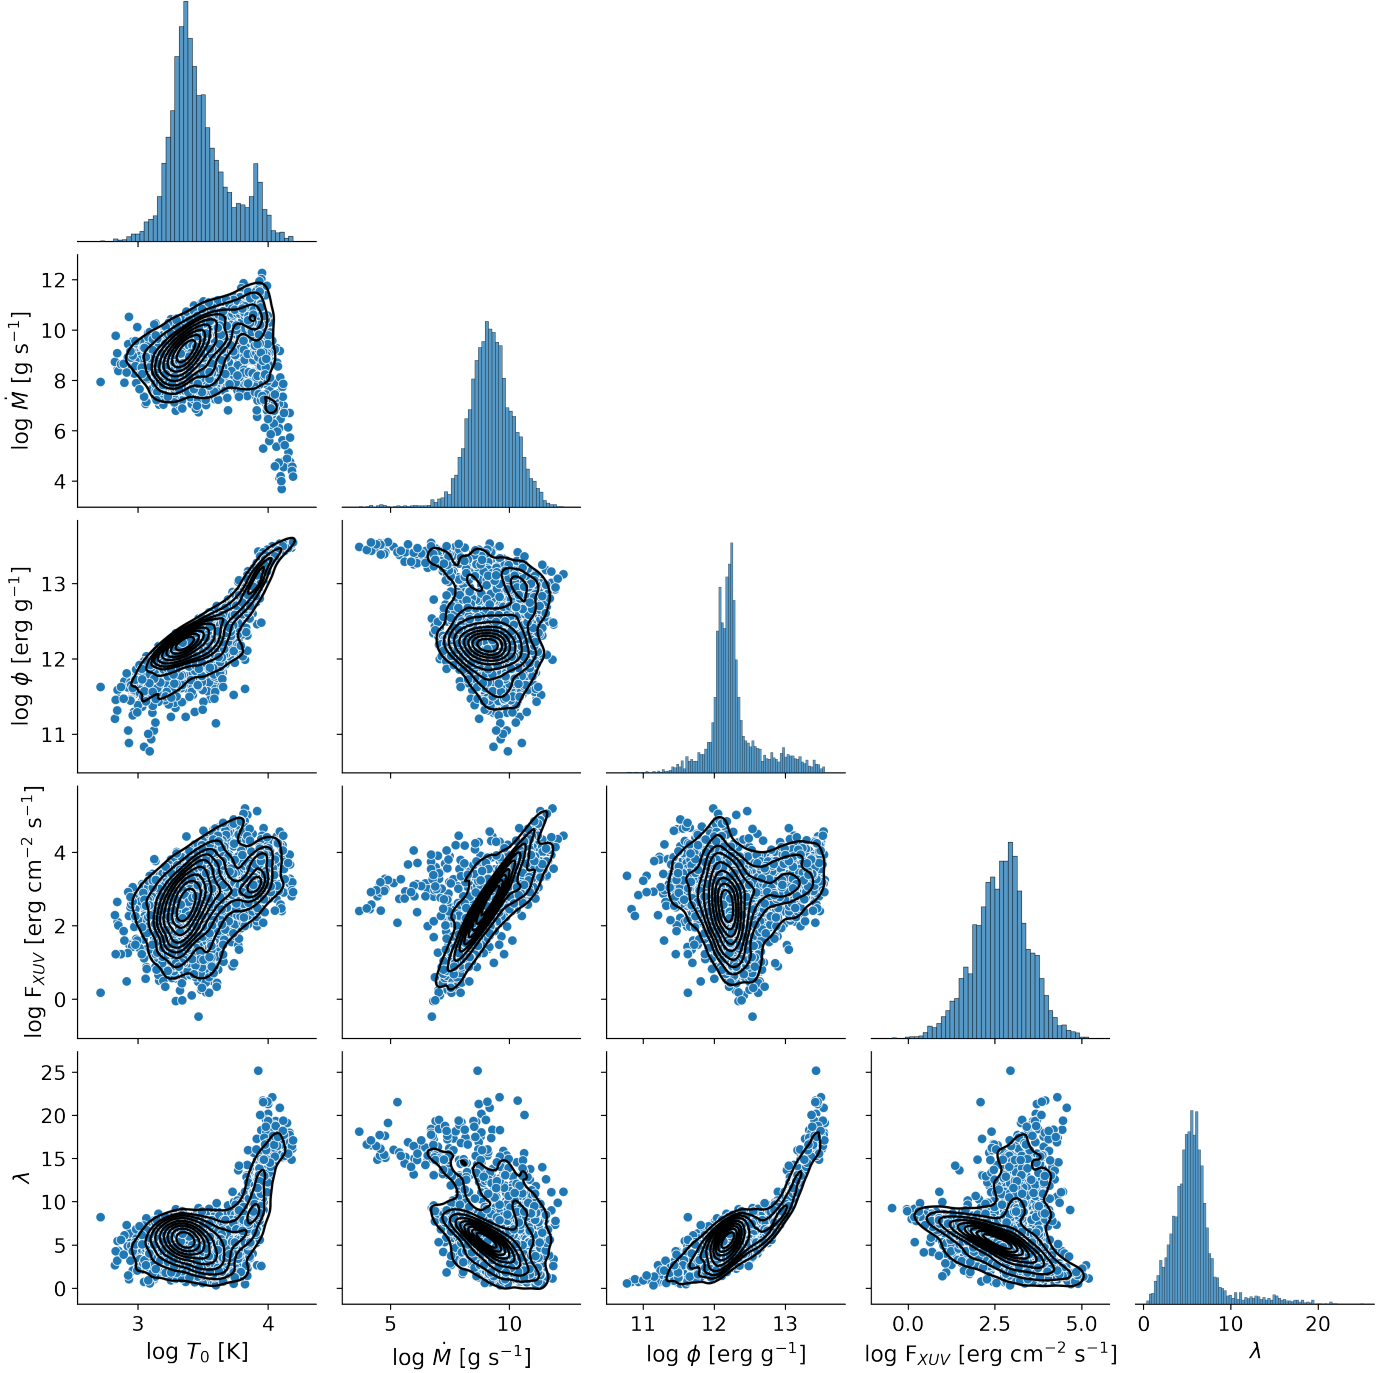 12
10
8
6
4
log Ṁ [g s⁻¹]
13
12
11
log ϕ [erg g⁻¹]
4
2
0
log F_XUV [erg cm⁻² s⁻¹]
25
20
15
10
5
0
λ
3 4
log T₀ [K]
5 10
log Ṁ [g s⁻¹]
11 12 13
log ϕ [erg g⁻¹]
0.0 2.5 5.0
log F_XUV [erg cm⁻² s⁻¹]
0 10 20
λ